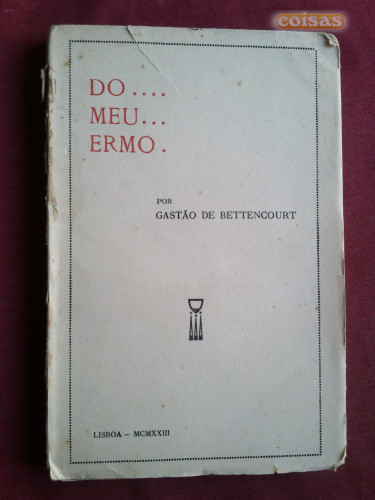 coisas
DO....
MEU...
ERMO.
POR
GASTÃO DE BETTENCOURT
LISBOA — MCMXXIII